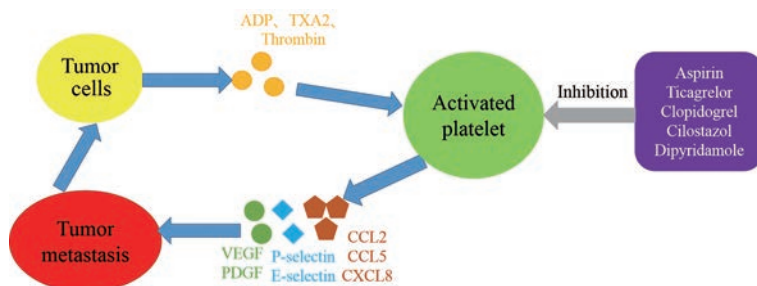 ADP、TXA2、
Thrombin
Tumor
cells
Activated
platelet
Inhibition
Aspirin
Ticagrelor
Clopidogrel
Cilostazol
Dipyridamole
Tumor
metastasis
VEGF
PDGF
P-selectin
E-selectin
CCL2
CCL5
CXCL8